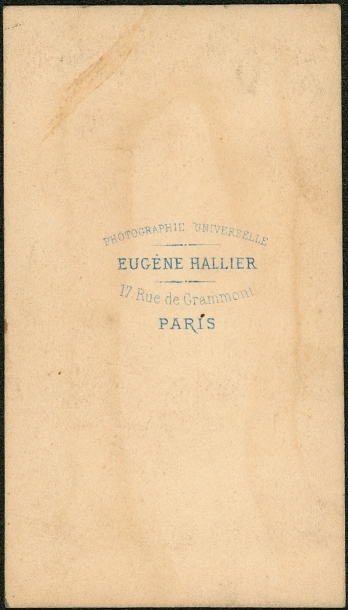 PHOTOGRAPHIE UNIVERSELLE
EUGÈNE HALLIER
17 Rue de Grammont
PARIS